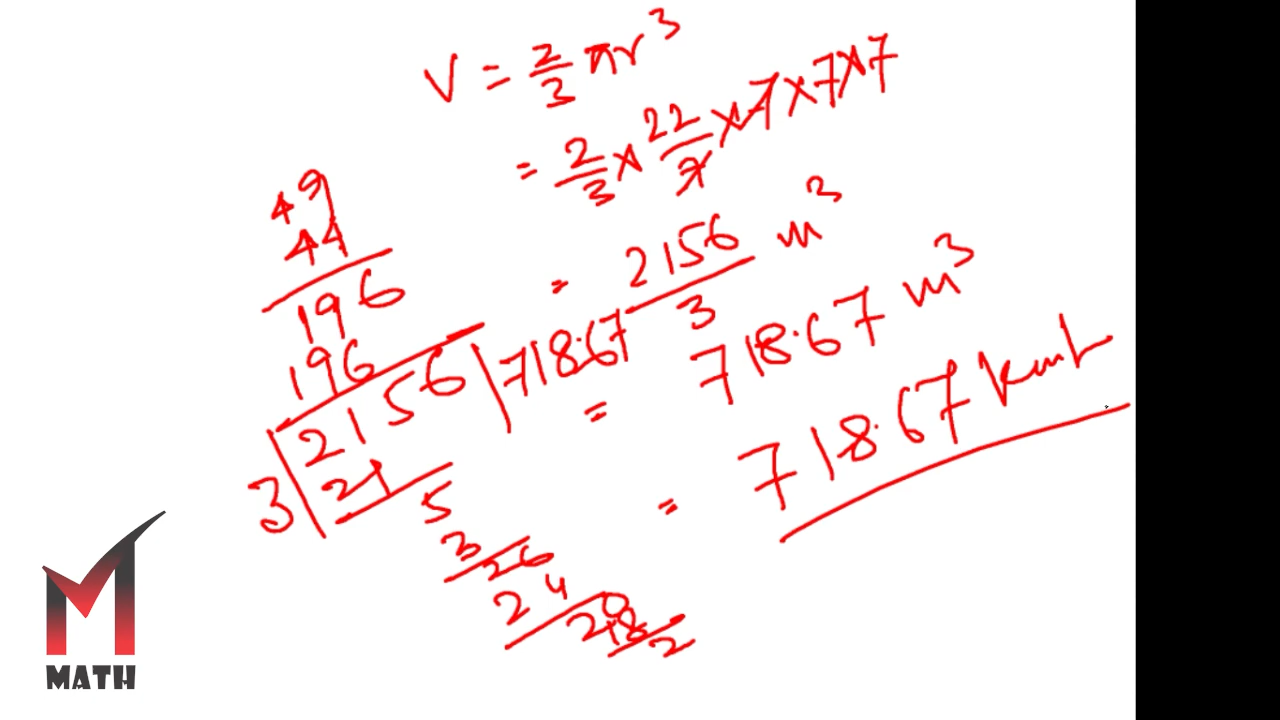 V = 2/3 πr³
= 2/3 × 22/7 × 7 × 7 × 7
49
44
196
196
= 2156/3 m³
3 | 2156 | 718.67
= 718.67 m³
21
5
3
26
24
20
18
2
= 718.67
MATH